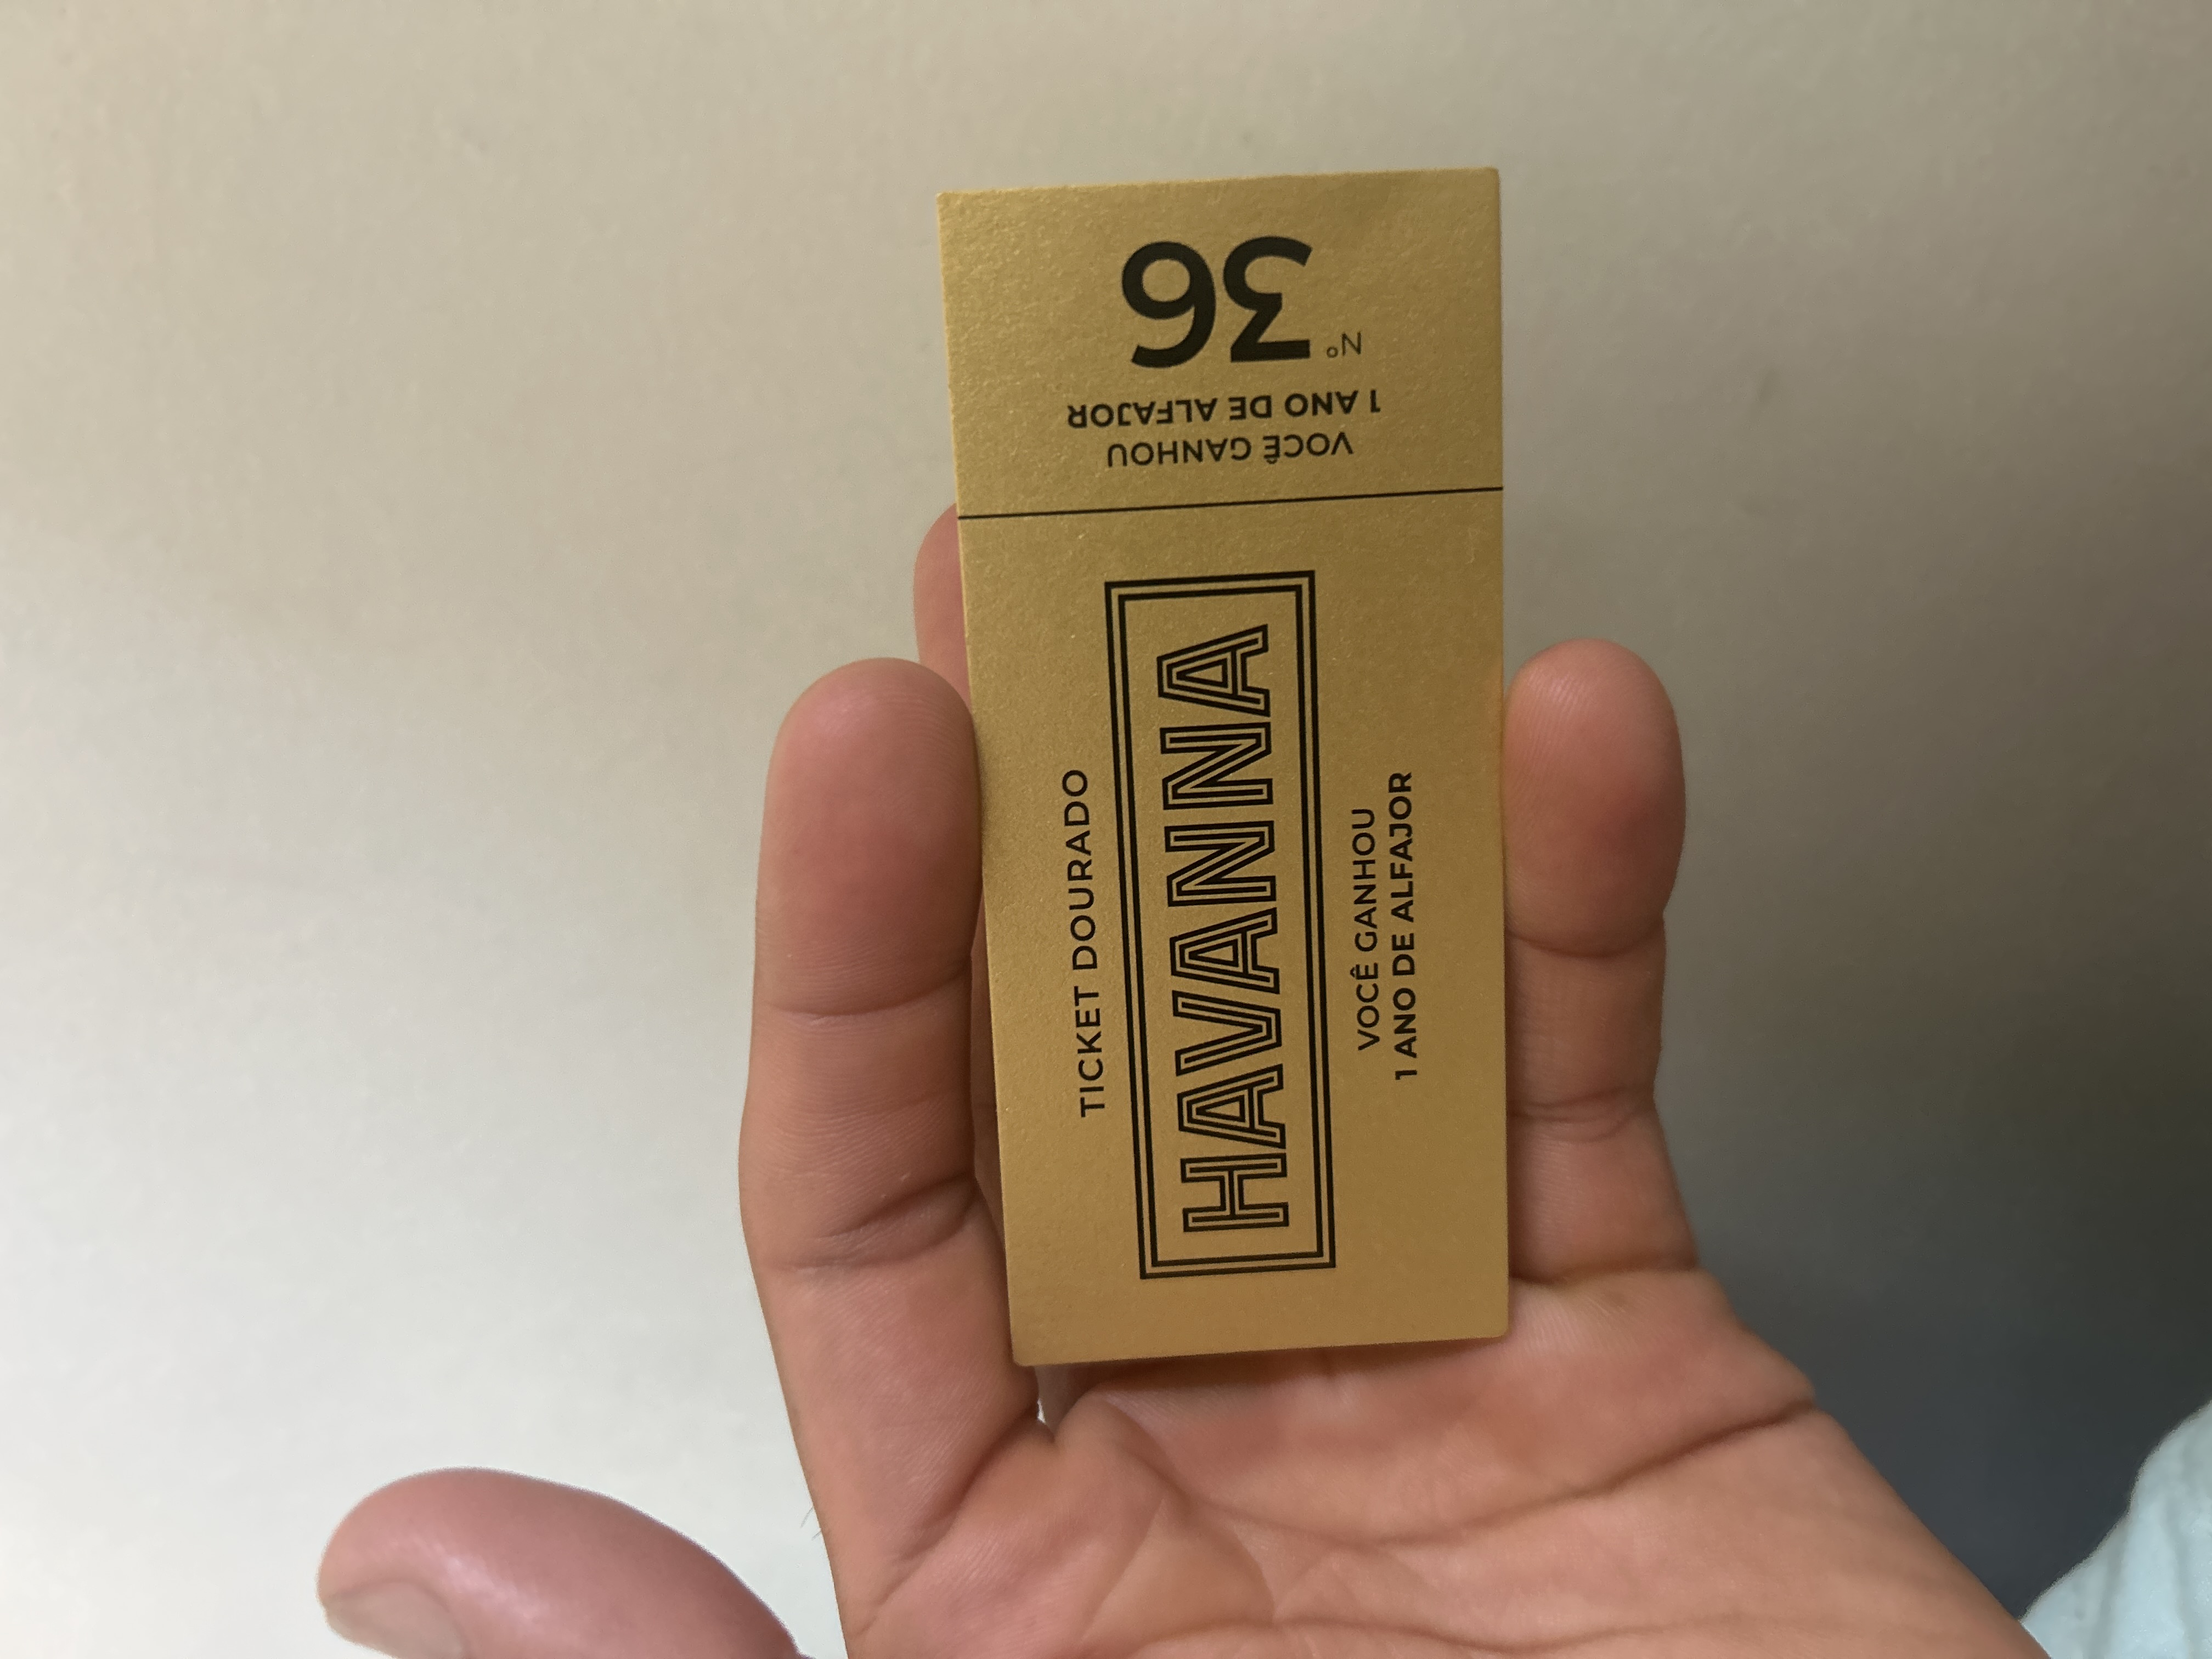 Nº 36
VOCÊ GANHOU
1 ANO DE ALFAJOR
TICKET DOURADO
HAVANNA
VOCÊ GANHOU
1 ANO DE ALFAJOR